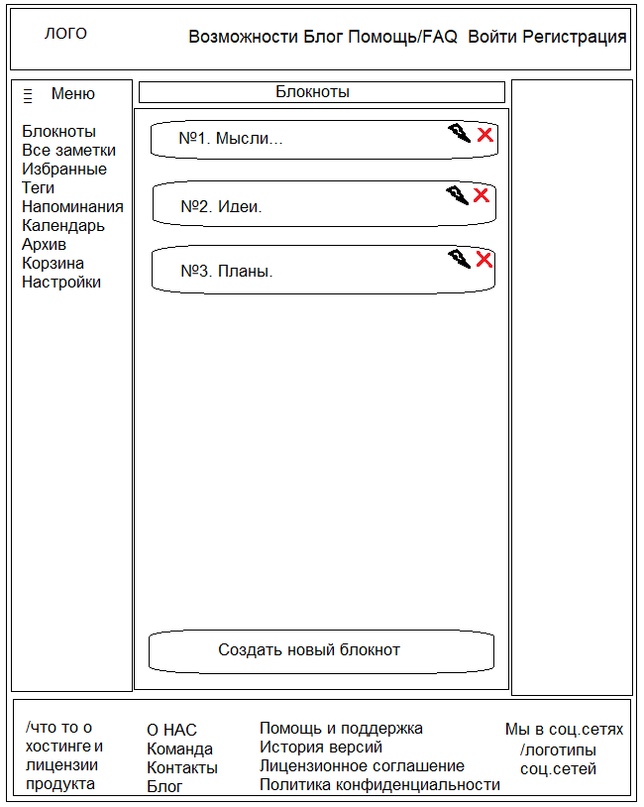 ЛОГО
Возможности Блог Помощь/FAQ Войти Регистрация
Меню
Блокноты
Все заметки
Избранные
Теги
Напоминания
Календарь
Архив
Корзина
Настройки
Блокноты
№1. Мысли...
№2. Идеи.
№3. Планы.
Создать новый блокнот
/что то о
хостинге и
лицензии
продукта
О НАС
Команда
Контакты
Блог
Помощь и поддержка
История версий
Лицензионное соглашение
Политика конфиденциальности
Мы в соц.сетях
/логотипы
соц.сетей